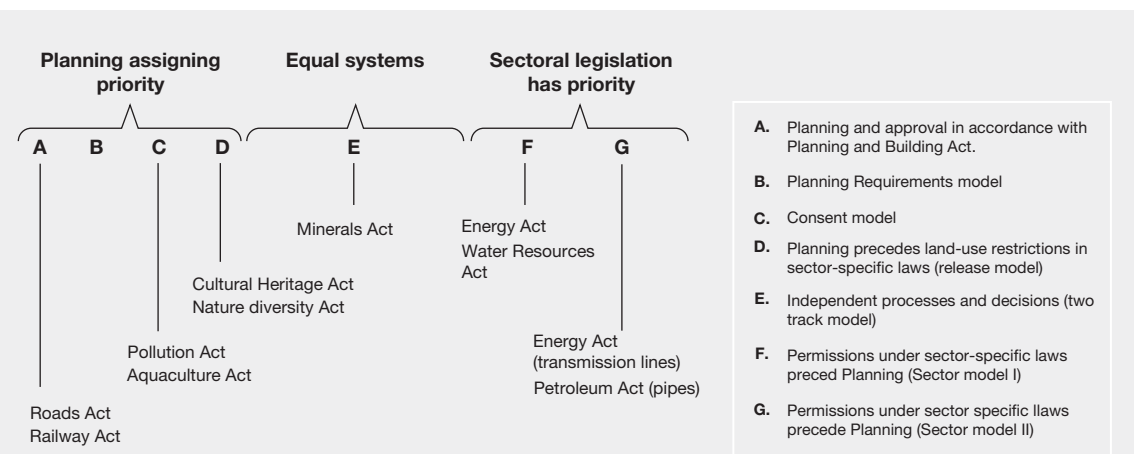 Planning assigning
priority
Equal systems
Sectoral legislation
has priority
A B C D E F G
Minerals Act
Energy Act
Water Resources
Act
Cultural Heritage Act
Nature diversity Act
Energy Act
(transmission lines)
Petroleum Act (pipes)
Pollution Act
Aquaculture Act
Roads Act
Railway Act
A. Planning and approval in accordance with
Planning and Building Act.
B. Planning Requirements model
C. Consent model
D. Planning precedes land-use restrictions in
sector-specific laws (release model)
E. Independent processes and decisions (two
track model)
F. Permissions under sector-specific laws
preced Planning (Sector model I)
G. Permissions under sector specific llaws
precede Planning (Sector model II)